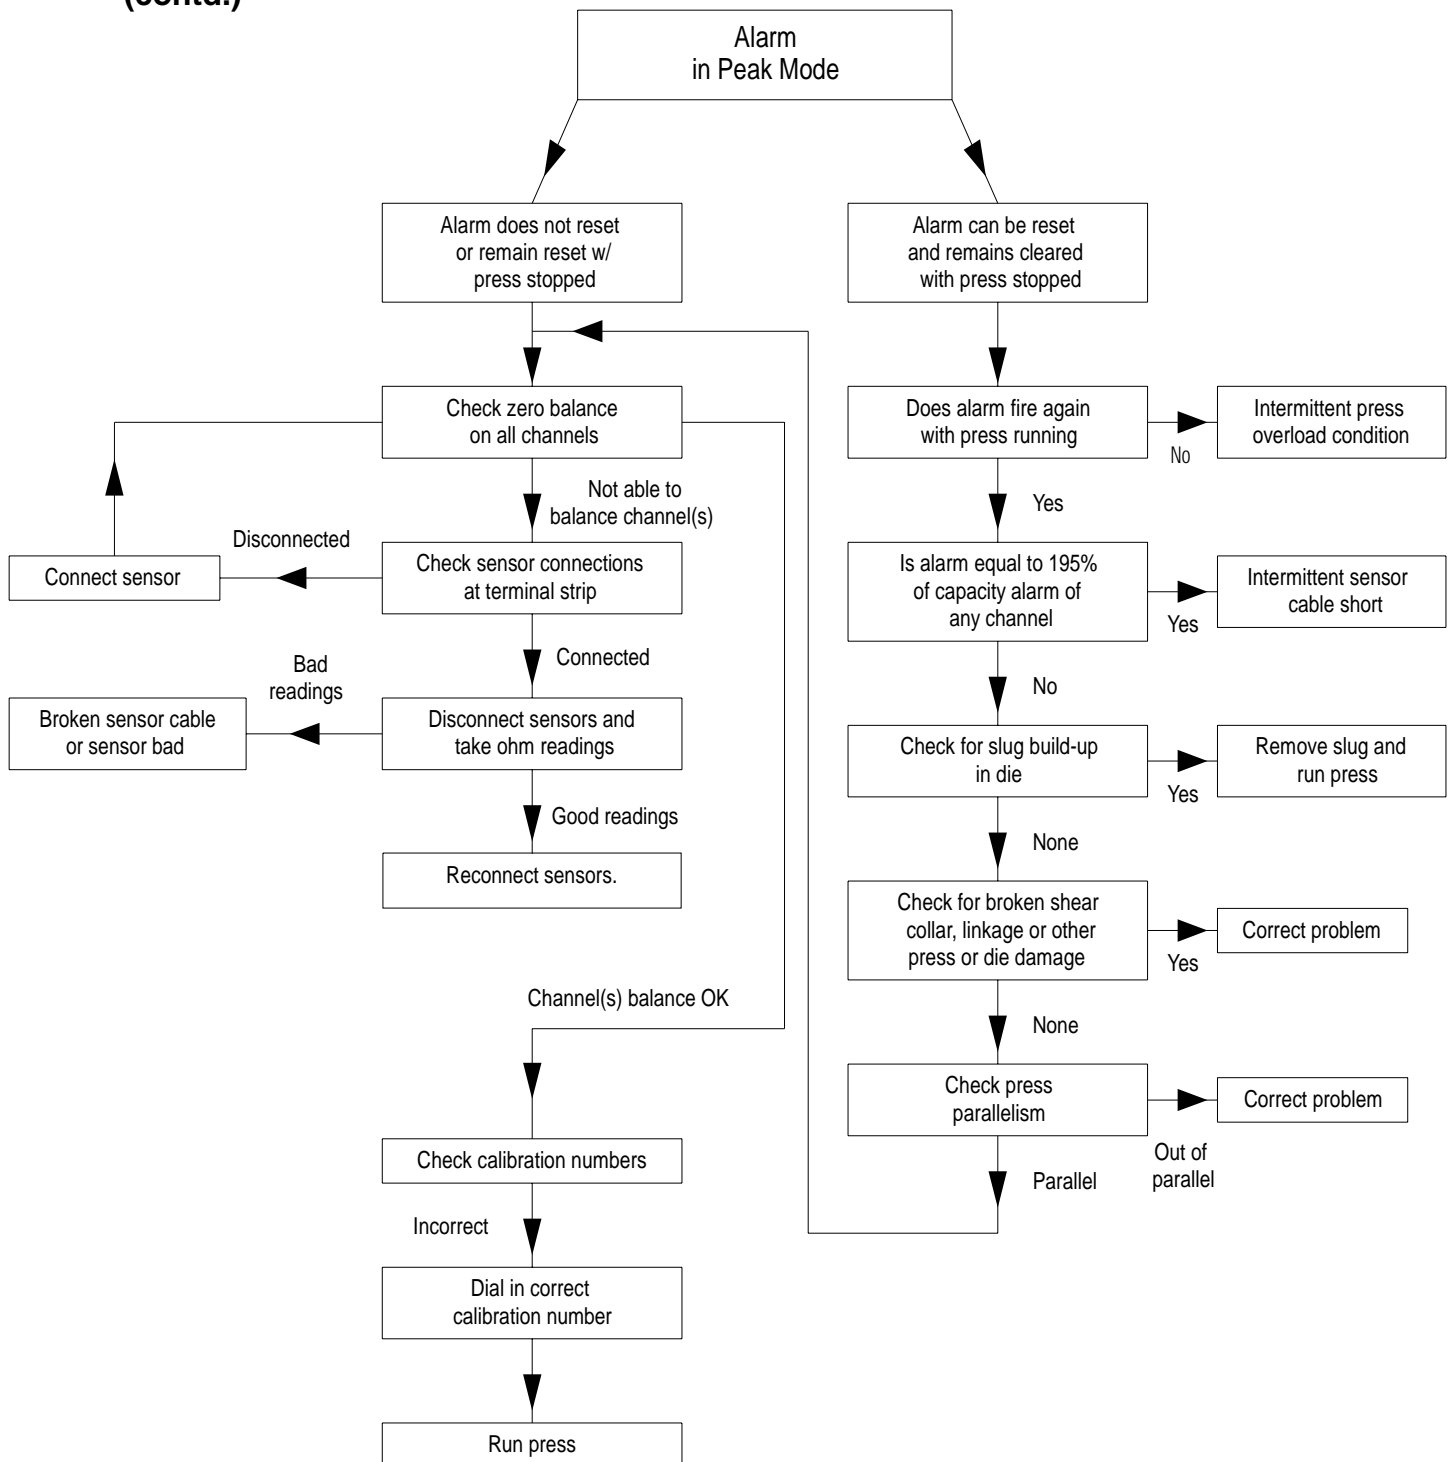 (contd.)
Alarm
in Peak Mode
Alarm does not reset
or remain reset w/
press stopped
Alarm can be reset
and remains cleared
with press stopped
Check zero balance
on all channels
Does alarm fire again
with press running
No
Intermittent press
overload condition
Not able to
balance channel(s)
Yes
Disconnected
Connect sensor
Check sensor connections
at terminal strip
Is alarm equal to 195%
of capacity alarm of
any channel
Yes
Intermittent sensor
cable short
Connected
No
Bad
readings
Broken sensor cable
or sensor bad
Disconnect sensors and
take ohm readings
Check for slug build-up
in die
Yes
Remove slug and
run press
Good readings
None
Reconnect sensors.
Check for broken shear
collar, linkage or other
press or die damage
Yes
Correct problem
Channel(s) balance OK
None
Check press
parallelism
Correct problem
Out of
parallel
Parallel
Check calibration numbers
Incorrect
Dial in correct
calibration number
Run press